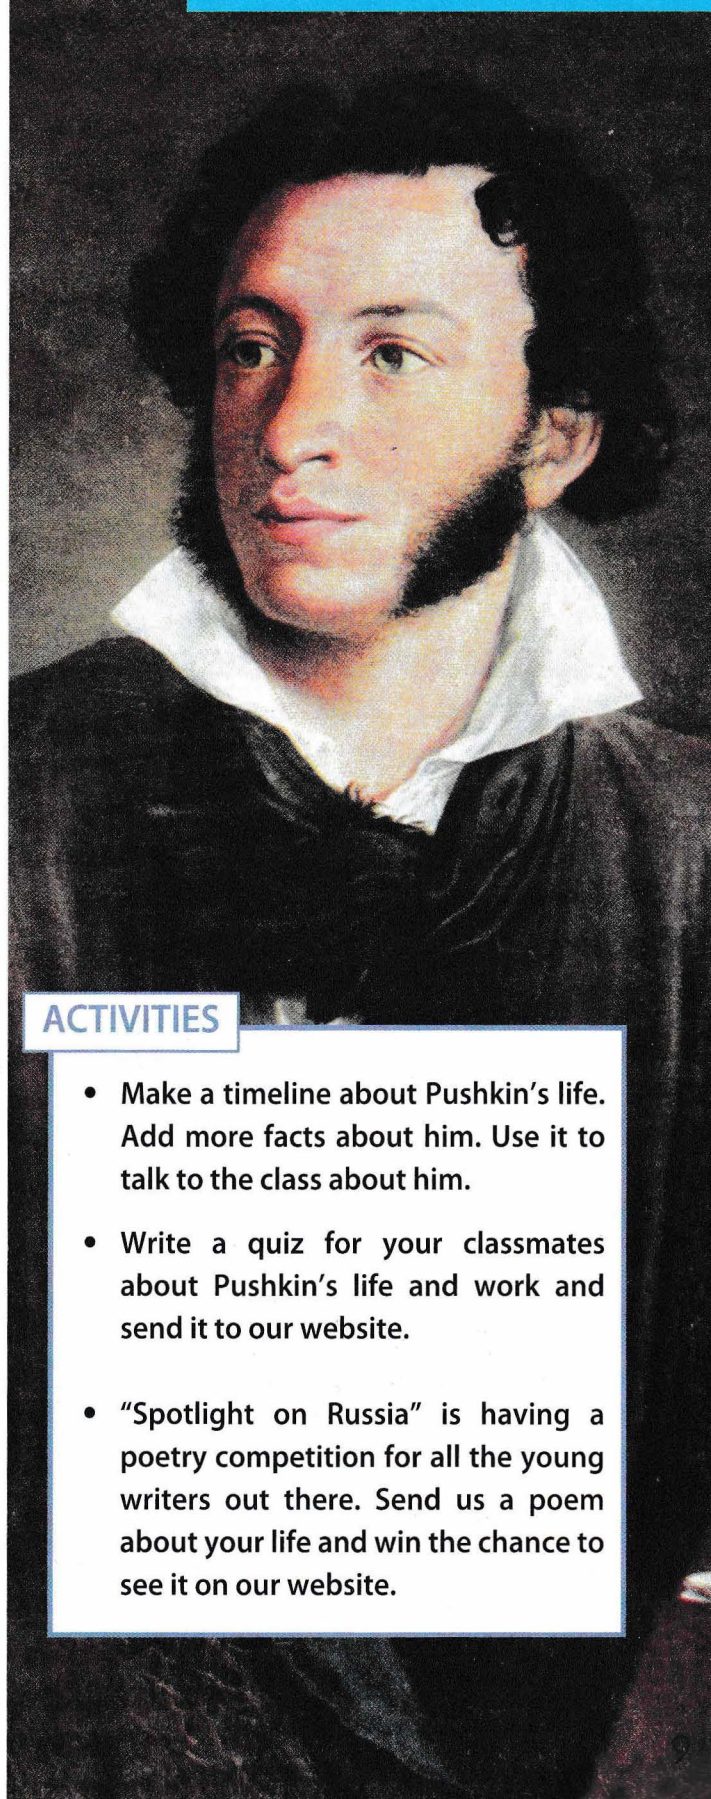 ACTIVITIES
• Make a timeline about Pushkin’s life.
Add more facts about him. Use it to
talk to the class about him.
• Write a quiz for your classmates
about Pushkin’s life and work and
send it to our website.
• “Spotlight on Russia” is having a
poetry competition for all the young
writers out there. Send us a poem
about your life and win the chance to
see it on our website.
9